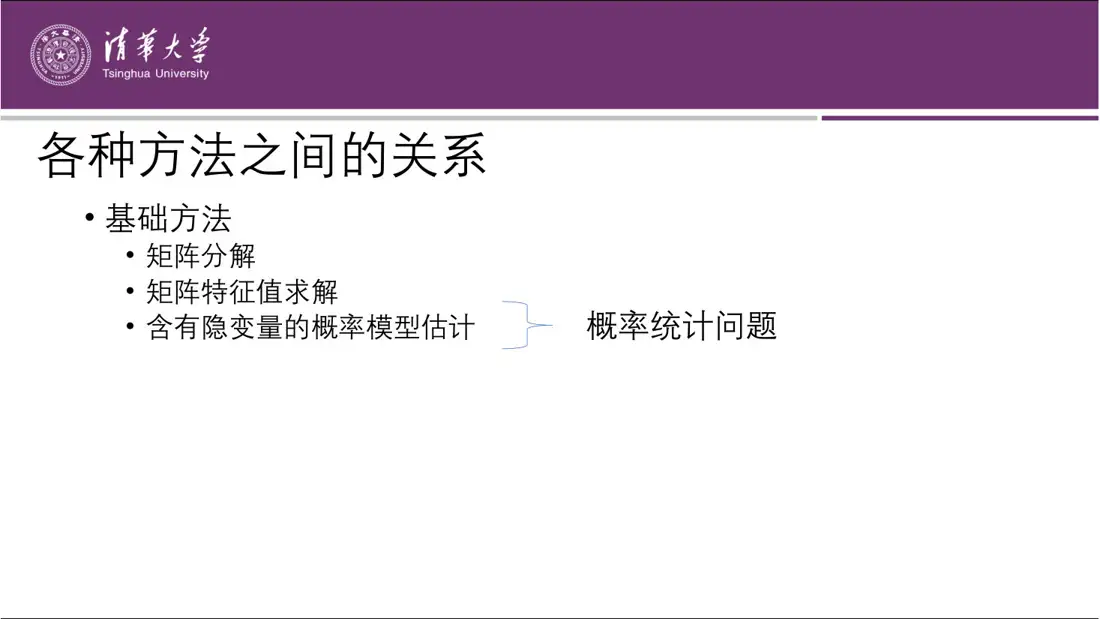 清华大学
Tsinghua University
各种方法之间的关系
• 基础方法
• 矩阵分解
• 矩阵特征值求解
• 含有隐变量的概率模型估计
概率统计问题